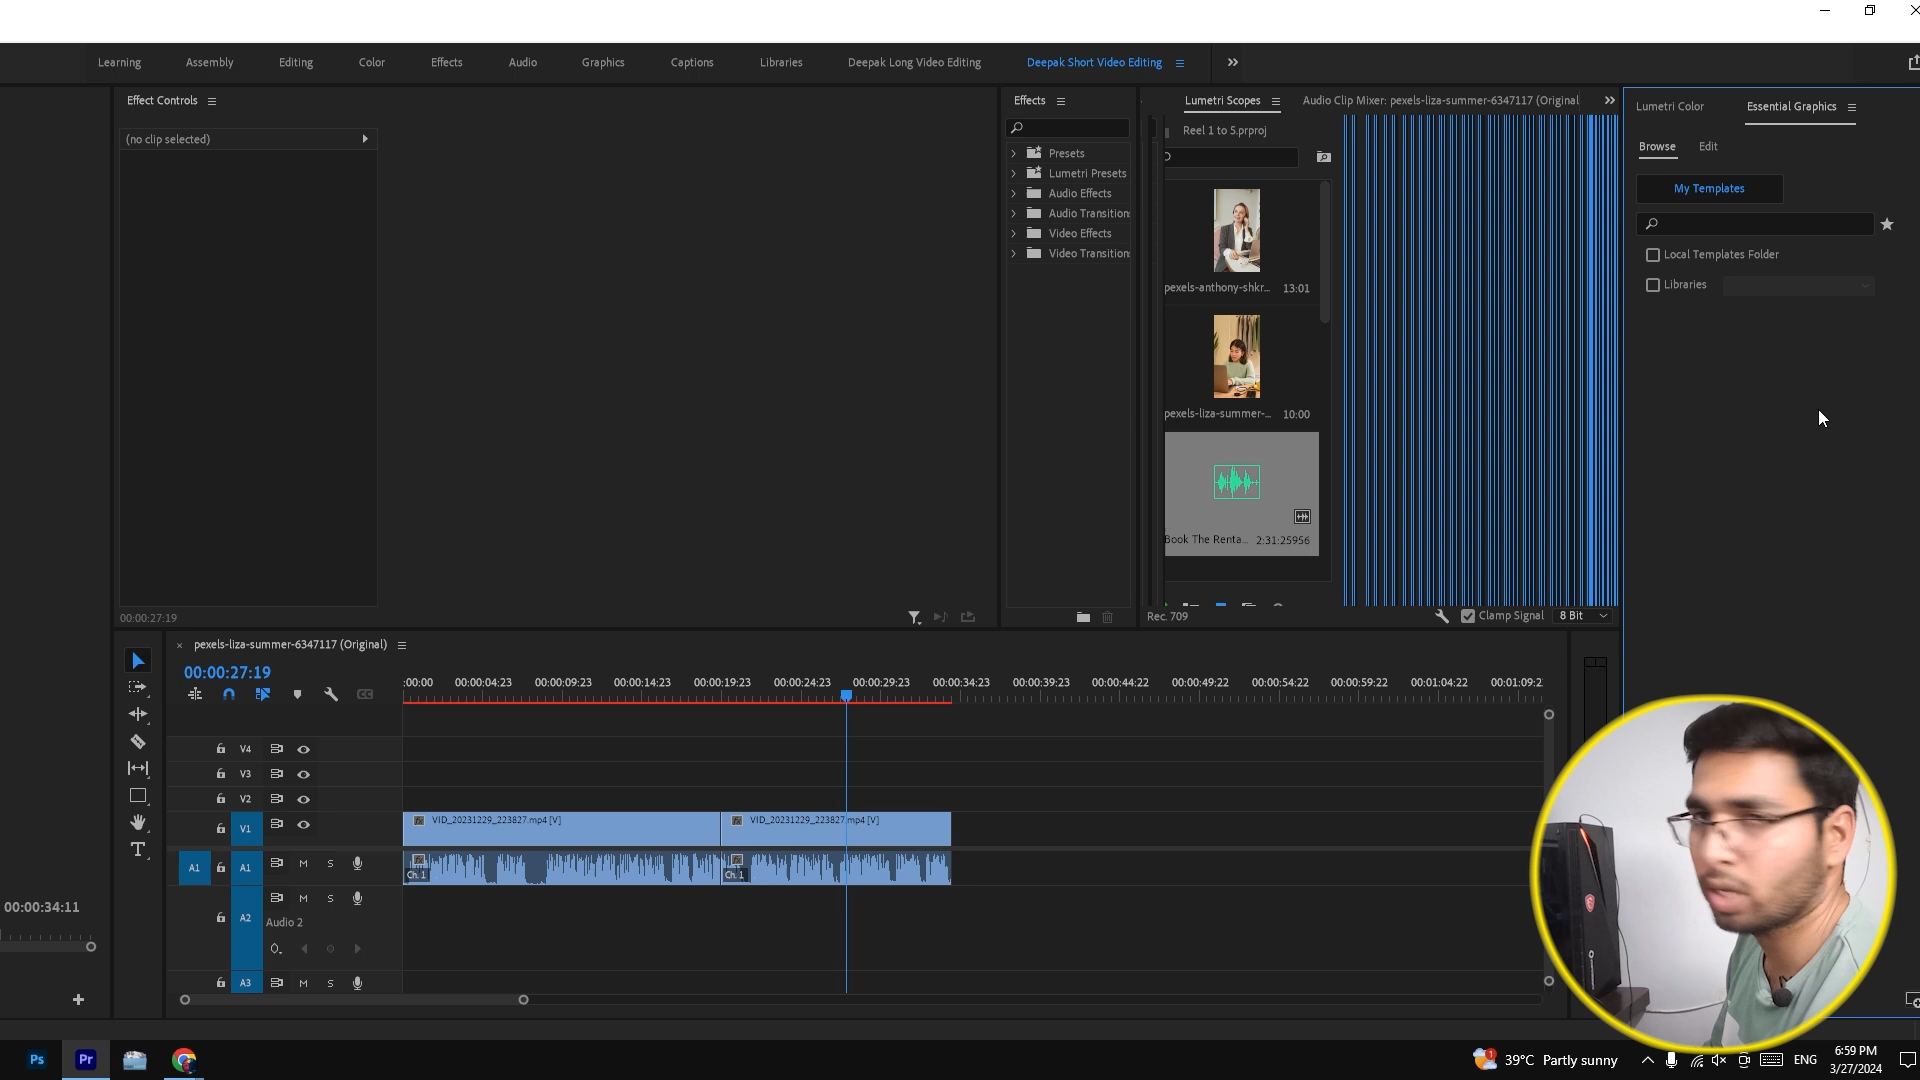 Learning Assembly Editing Color Effects Audio Graphics Captions Libraries Deepak Long Video Editing Deepak Short Video Editing
Effect Controls
(no clip selected)
00:00:27:19
Effects
Presets
Lumetri Presets
Audio Effects
Audio Transition
Video Effects
Video Transition
Lumetri Scopes Audio Clip Mixer: pexels-liza-summer-6347117 (Original
Reel 1 to 5.prproj
pexels-anthony-shkr... 13:01
pexels-liza-summer-... 10:00
Book The Renta... 2:31:25956
Rec. 709 Clamp Signal 8 Bit
Lumetri Color Essential Graphics
Browse Edit
My Templates
Local Templates Folder
Libraries
00:00:34:11
pexels-liza-summer-6347117 (Original)
00:00:27:19
:00:00 00:00:04:23 00:00:09:23 00:00:14:23 00:00:19:23 00:00:24:23 00:00:29:23 00:00:34:23 00:00:39:23 00:00:44:22 00:00:49:22 00:00:54:22 00:00:59:22 00:01:04:22 00:01:09:2
V4
V3
V2
V1 VID_20231229_223827.mp4 [V] VID_20231229_223827.mp4 [V]
A1 A1 M S
Ch. 1 Ch. 1
A2 M S
Audio 2
A3 M S
Ps Pr 1 39°C Partly sunny ENG 6:59 PM
3/27/2024